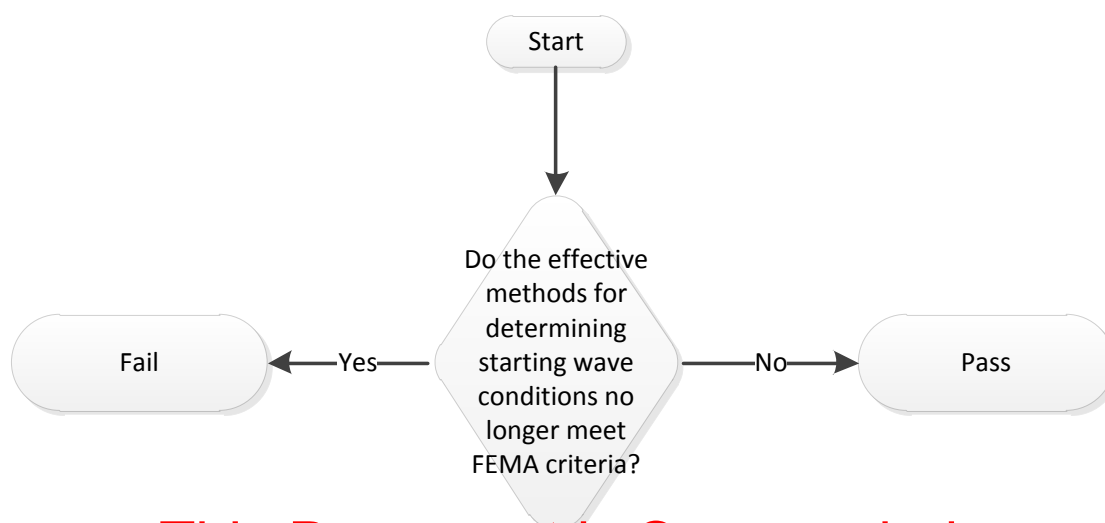 Start
Do the effective
methods for
determining
starting wave
conditions no
longer meet
FEMA criteria?
Fail
Yes
No
Pass